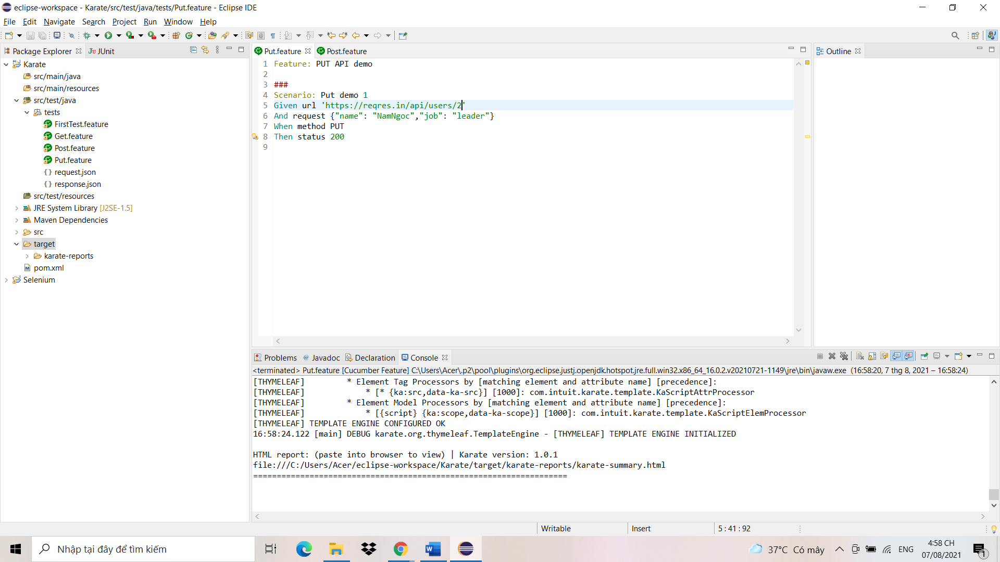 eclipse-workspace - Karate/src/test/java/tests/Put.feature - Eclipse IDE
File Edit Navigate Search Project Run Window Help
Package Explorer
JUnit
Karate
src/main/java
src/main/resources
src/test/java
tests
FirstTest.feature
Get.feature
Post.feature
Put.feature
request.json
response.json
src/test/resources
JRE System Library [J2SE-1.5]
Maven Dependencies
src
target
karate-reports
pom.xml
Selenium
Put.feature
Post.feature
1 Feature: PUT API demo
2
3 ###
4 Scenario: Put demo 1
5 Given url 'https://reqres.in/api/users/2'
6 And request {"name": "NamNgoc","job": "leader"}
7 When method PUT
8 Then status 200
9
Outline
Problems @ Javadoc Declaration Console
<terminated> Put.feature [Cucumber Feature] C:\Users\Acer\.p2\pool\plugins\org.eclipse.justj.openjdk.hotspot.jre.full.win32.x86_64_16.0.2.v20210721-1149\jre\bin\javaw.exe (16:58:20, 7 thg 8, 2021 – 16:58:24)
[THYMELEAF] * Element Tag Processors by [matching element and attribute name] [precedence]:
[THYMELEAF] * [* {ka:src,data-ka-src}] [1000]: com.intuit.karate.template.KaScriptAttrProcessor
[THYMELEAF] * Element Model Processors by [matching element and attribute name] [precedence]:
[THYMELEAF] * [{script} {ka:scope,data-ka-scope}] [1000]: com.intuit.karate.template.KaScriptElemProcessor
[THYMELEAF] TEMPLATE ENGINE CONFIGURED OK
16:58:24.122 [main] DEBUG karate.org.thymeleaf.TemplateEngine - [THYMELEAF] TEMPLATE ENGINE INITIALIZED
HTML report: (paste into browser to view) | Karate version: 1.0.1
file:///C:/Users/Acer/eclipse-workspace/Karate/target/karate-reports/karate-summary.html
===================================================================
Writable
Insert
5 : 41 : 92
Nhập tại đây để tìm kiếm
37°C Có mây
ENG
4:58 CH
07/08/2021
1